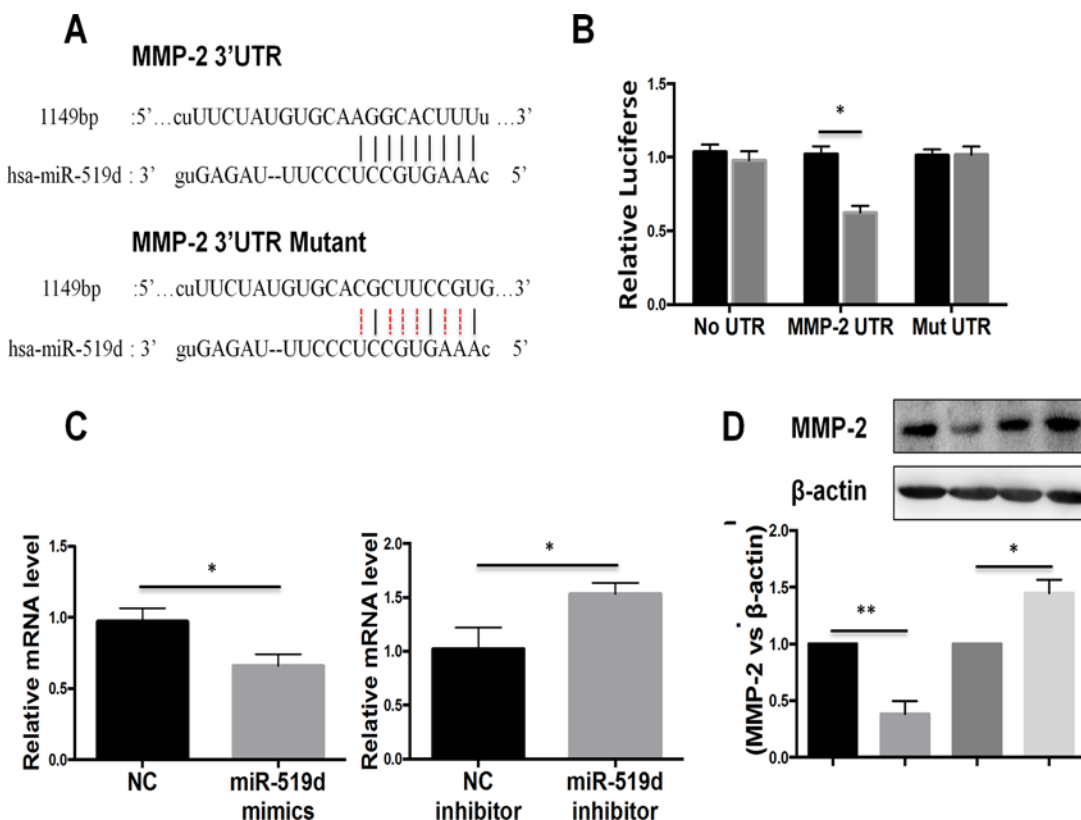 A
MMP-2 3’UTR
1149bp :5’…cuUUCUAUGUGCAAGGCACUUUu …3’
hsa-miR-519d : 3’ guGAGAU--UUCCCUCCGUGAAAc 5’
MMP-2 3’UTR Mutant
1149bp :5’…cuUUCUAUGUGCACGCUUCCGUG…3’
hsa-miR-519d : 3’ guGAGAU--UUCCCUCCGUGAAAc 5’
B
Relative Luciferse
1.5
1.0
0.5
0.0
*
No UTR MMP-2 UTR Mut UTR
C
Relative mRNA level
1.5
1.0
0.5
0.0
*
NC miR-519d
mimics
Relative mRNA level
2.0
1.5
1.0
0.5
0.0
*
NC miR-519d
inhibitor inhibitor
D
MMP-2
β-actin
(MMP-2 vs β-actin)
1.5
1.0
0.5
0.0
**
*